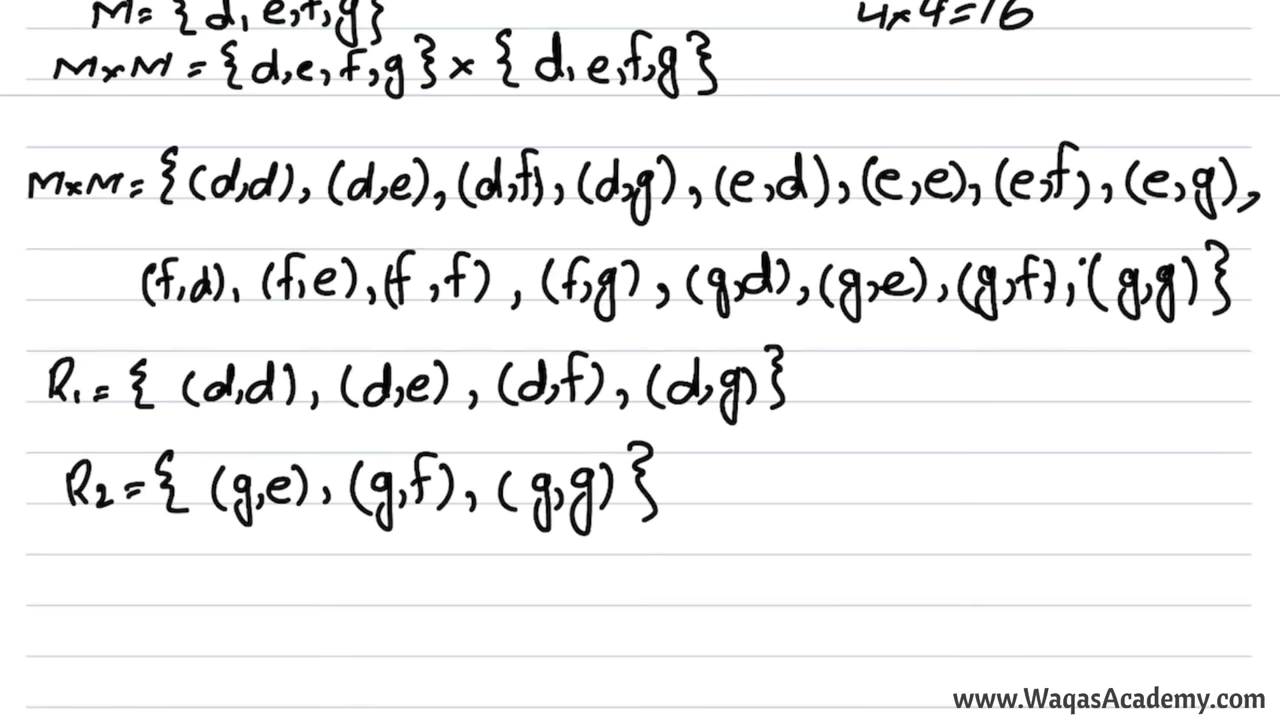 M= {d, e, f, g}
4×4=16
M×M = {d, e, f, g} × {d, e, f, g}
M×M= {(d,d), (d,e), (d,f), (d,g), (e,d), (e,e), (e,f), (e,g),
(f,d), (f,e), (f,f), (f,g), (g,d), (g,e), (g,f), (g,g)}
R₁= { (d,d), (d,e), (d,f), (d,g)}
R₂={ (g,e), (g,f), (g,g)}
www.WaqasAcademy.com